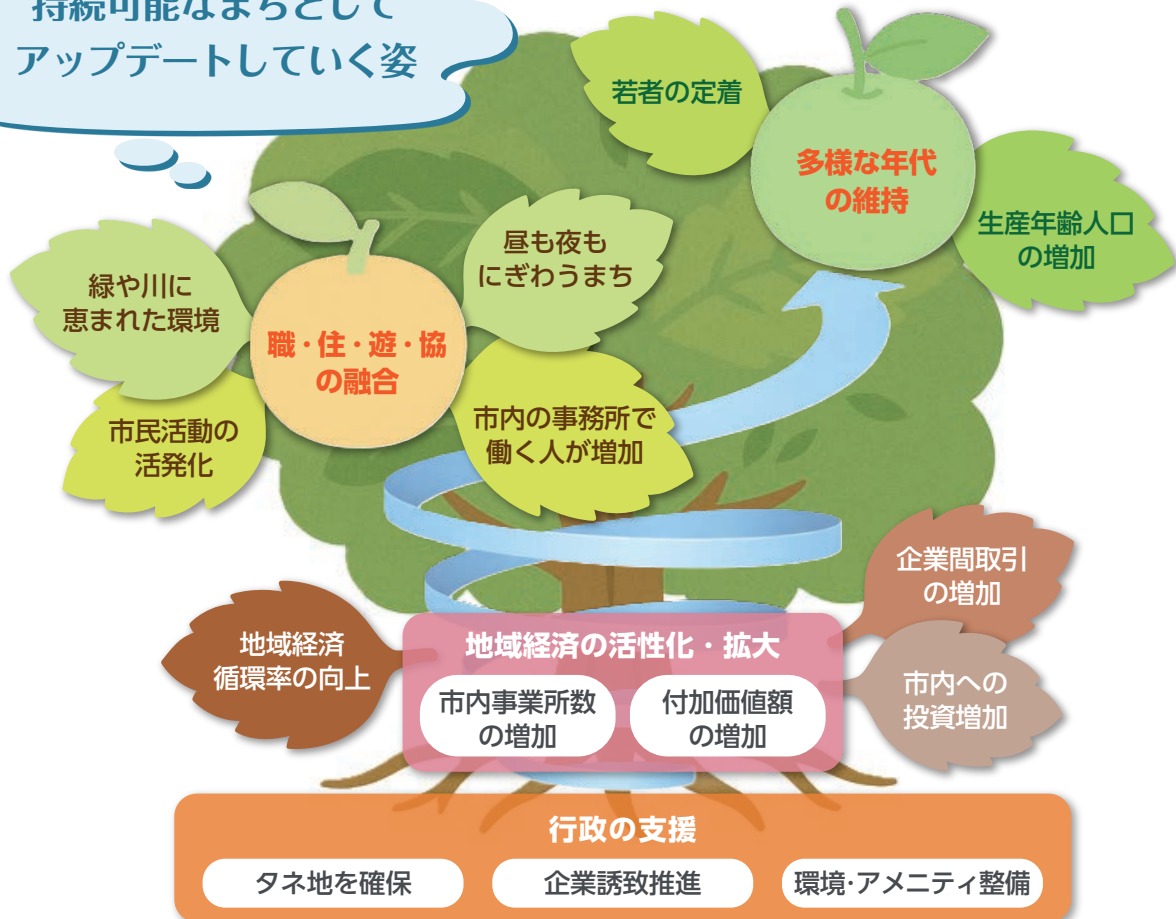 持続可能なまちとして
アップデートしていく姿
若者の定着
多様な年代
の維持
生産年齢人口
の増加
緑や川に
恵まれた環境
昼も夜も
にぎわうまち
職・住・遊・協
の融合
市民活動の
活発化
市内の事務所で
働く人が増加
企業間取引
の増加
地域経済
循環率の向上
地域経済の活性化・拡大
市内事業所数
の増加
付加価値額
の増加
市内への
投資増加
行政の支援
タネ地を確保
企業誘致推進
環境・アメニティ整備